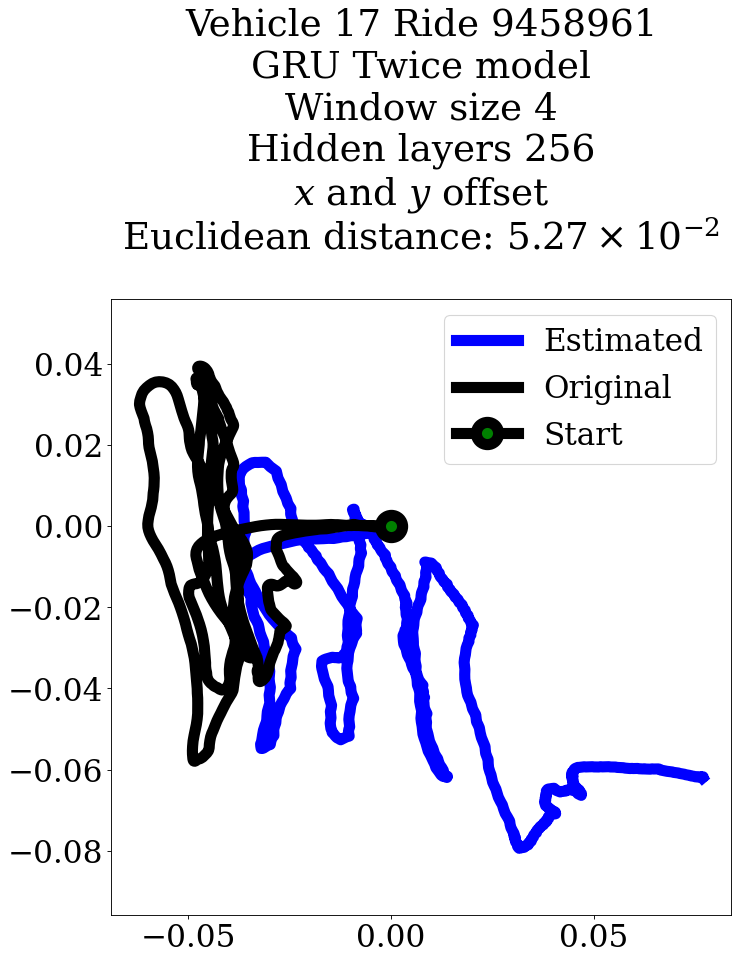 Vehicle 17 Ride 9458961
GRU Twice model
Window size 4
Hidden layers 256
x and y offset
Euclidean distance: 5.27 × 10⁻²
Estimated
Original
Start
0.04
0.02
0.00
−0.02
−0.04
−0.06
−0.08
−0.05 0.00 0.05